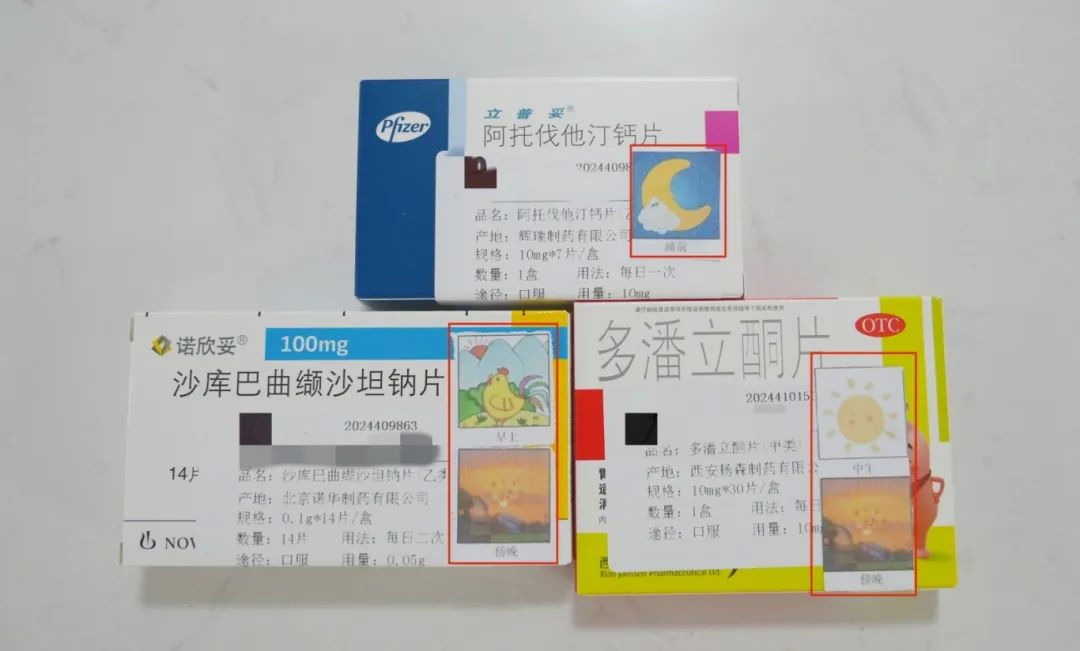 Pfizer
立普妥®
阿托伐他汀钙片
品名：阿托伐他汀钙片
产地：辉瑞制药有限公司
规格：10mg*7片/盒
数量：1盒 用法：每日一次
途径：口服 用量：10mg
睡前
诺欣妥®
100mg
沙库巴曲缬沙坦钠片
2024409863
14片
品名：沙库巴曲缬沙坦钠片(乙类
产地：北京诺华制药有限公司
规格：0.1g*14片/盒
数量：14片 用法：每日二次
途径：口服 用量：0.05g
早上
傍晚
OTC
多潘立酮片
品名：多潘立酮片(甲类)
产地：西安杨森制药有限公
规格：10mg*30片/盒
数量：1盒 用法：每日
途径：口服 用量：10mg
中午
傍晚
Xian-Janssen Pharmaceutical Ltd.